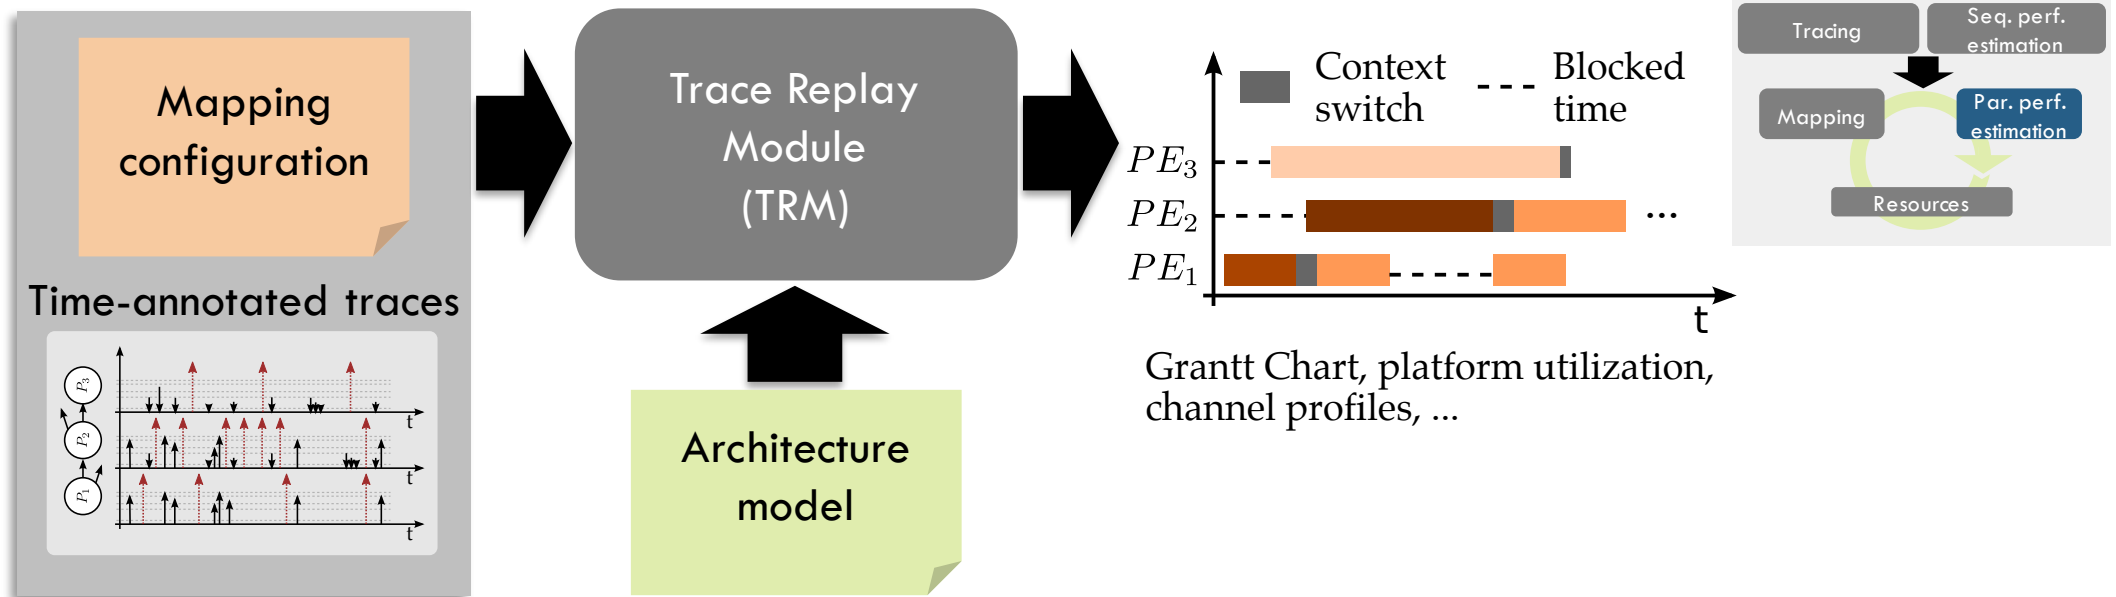 Mapping
configuration
Time-annotated traces
P3
t
P2
t
P1
t
Trace Replay
Module
(TRM)
Architecture
model
Context
switch
Blocked
time
PE3
PE2
...
PE1
t
Grantt Chart, platform utilization,
channel profiles, ...
Tracing
Seq. perf.
estimation
Mapping
Par. perf.
estimation
Resources